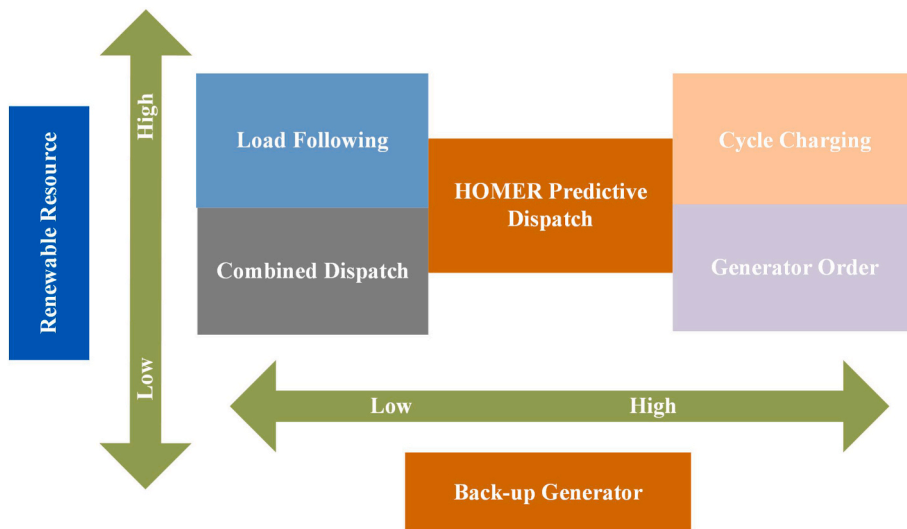 High
Load Following
Cycle Charging
Renewable Resource
HOMER Predictive
Dispatch
Combined Dispatch
Generator Order
Low
Low
High
Back-up Generator